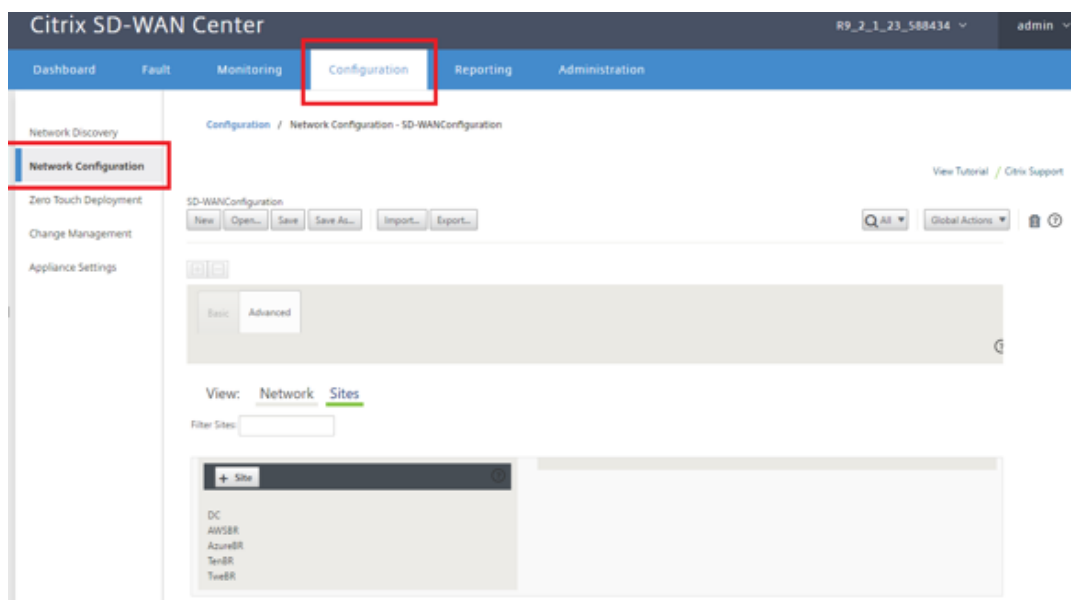 Citrix SD-WAN Center
R9_2_1_23_588434
admin
Dashboard Fault Monitoring Configuration Reporting Administration
Network Discovery
Network Configuration
Zero Touch Deployment
Change Management
Appliance Settings
Configuration / Network Configuration - SD-WANConfiguration
View Tutorial / Citrix Support
SD-WANConfiguration
New Open... Save Save As... Import... Export...
All Global Actions
Basic Advanced
View: Network Sites
Filter Sites:
+ Site
DC
AWSBR
AzureBR
TenBR
TweBR